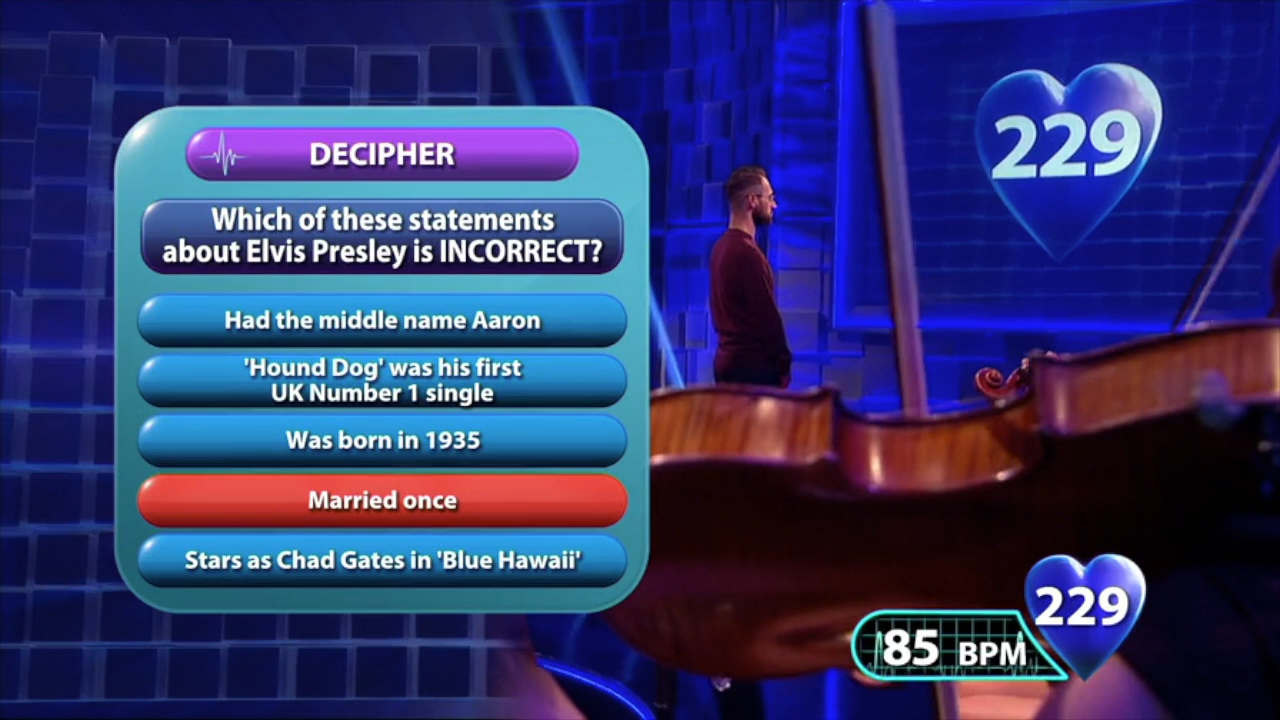 DECIPHER
Which of these statements
about Elvis Presley is INCORRECT?
Had the middle name Aaron
'Hound Dog' was his first
UK Number 1 single
Was born in 1935
Married once
Stars as Chad Gates in 'Blue Hawaii'
229
229
85 BPM